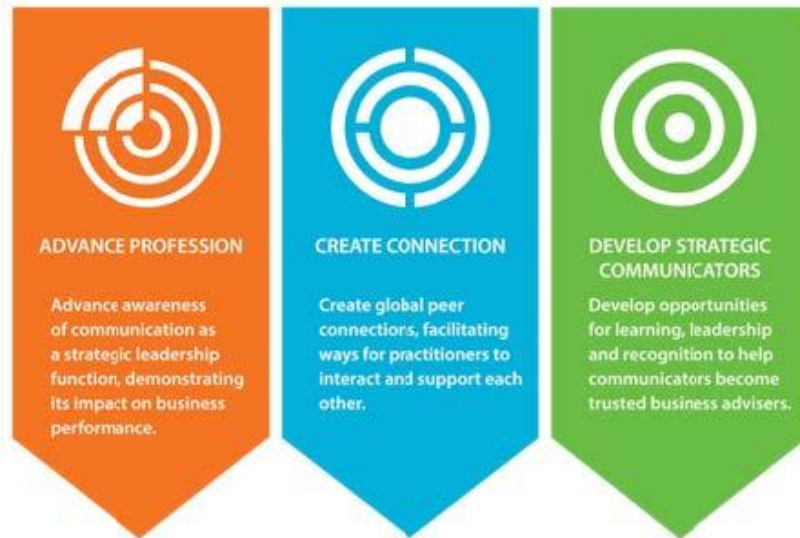 ADVANCE PROFESSION
Advance awareness
of communication as
a strategic leadership
function, demonstrating
its impact on business
performance.
CREATE CONNECTION
Create global peer
connections, facilitating
ways for practitioners to
interact and support each
other.
DEVELOP STRATEGIC
COMMUNICATORS
Develop opportunities
for learning, leadership
and recognition to help
communicators become
trusted business advisers.